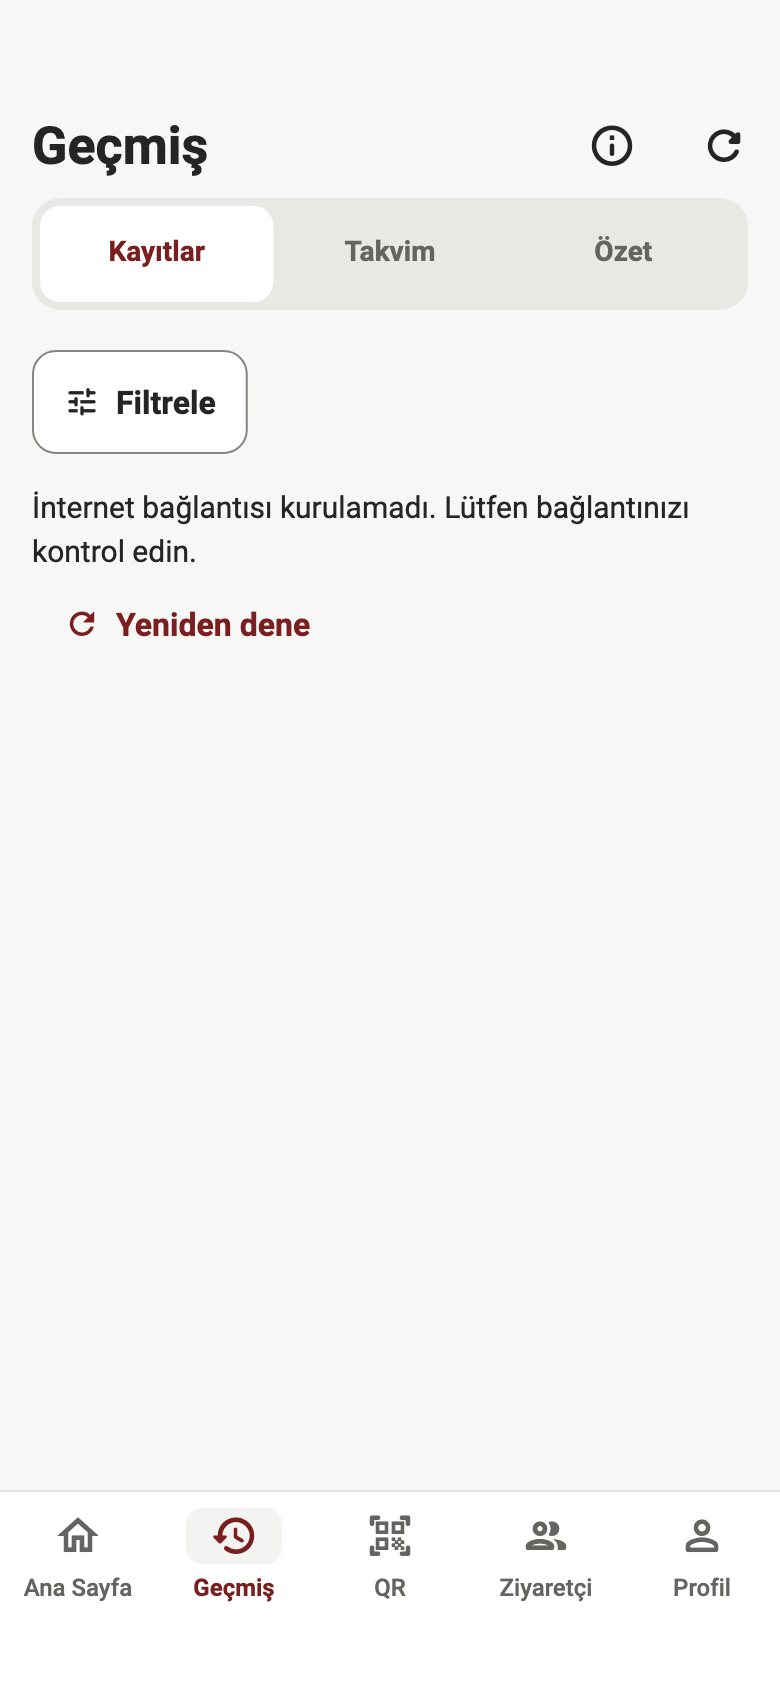 Geçmiş
Kayıtlar
Takvim
Özet
Filtrele
İnternet bağlantısı kurulamadı. Lütfen bağlantınızı
kontrol edin.
Yeniden dene
Ana Sayfa
Geçmiş
QR
Ziyaretçi
Profil